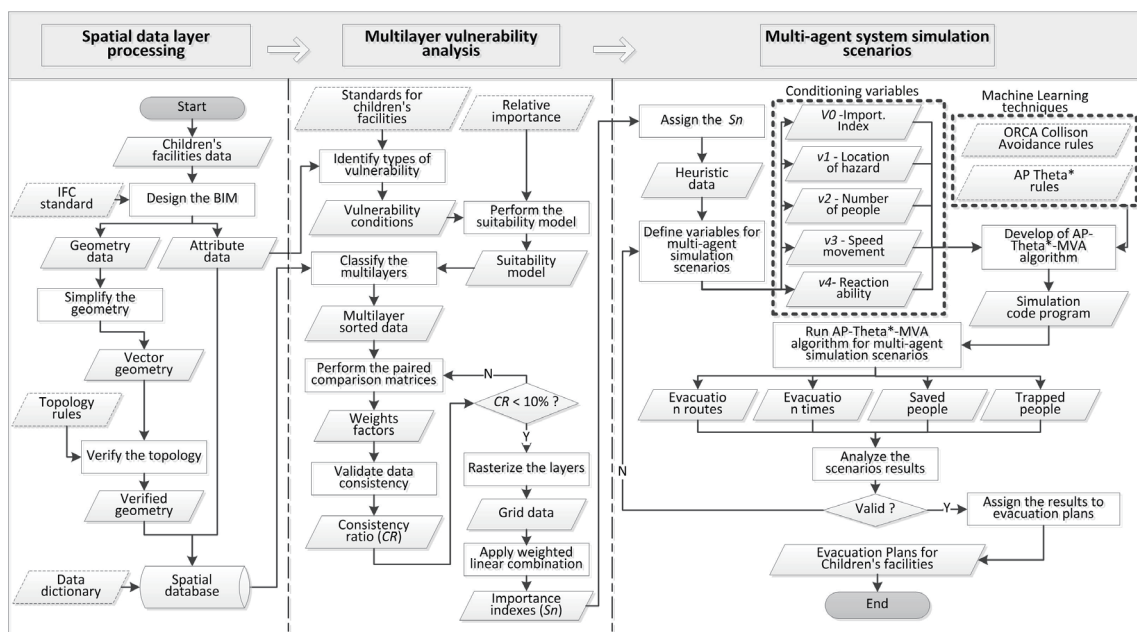 Spatial data layer
processing
Multilayer vulnerability
analysis
Multi-agent system simulation
scenarios
Start
Children's
facilities data
IFC
standard
Design the BIM
Geometry
data
Attribute
data
Simplify the
geometry
Vector
geometry
Topology
rules
Verify the topology
Verified
geometry
Data
dictionary
Spatial
database
Standards for
children's
facilities
Relative
importance
Identify types of
vulnerability
Vulnerability
conditions
Perform the
suitability model
Classify the
multilayers
Suitability
model
Multilayer
sorted data
Perform the paired
comparison matrices
N
CR < 10% ?
Y
Weights
factors
Validate data
consistency
Consistency
ratio (CR)
Rasterize the layers
Grid data
Apply weighted
linear combination
Importance
indexes (Sn)
Assign the Sn
Heuristic
data
Define variables for
multi-agent
simulation scenarios
Conditioning variables
V0 -Import.
Index
v1 - Location
of hazard
v2 - Number
of people
v3 - Speed
movement
v4- Reaction
ability
Machine Learning
techniques
ORCA Collison
Avoidance rules
AP Theta*
rules
Develop of AP-
Theta*-MVA
algorithm
Simulation
code program
Run AP-Theta*-MVA
algorithm for multi-agent
simulation scenarios
Evacuatio
n routes
Evacuatio
n times
Saved
people
Trapped
people
Analyze the
scenarios results
N
Valid ?
Y
Assign the results to
evacuation plans
Evacuation Plans for
Children's facilities
End